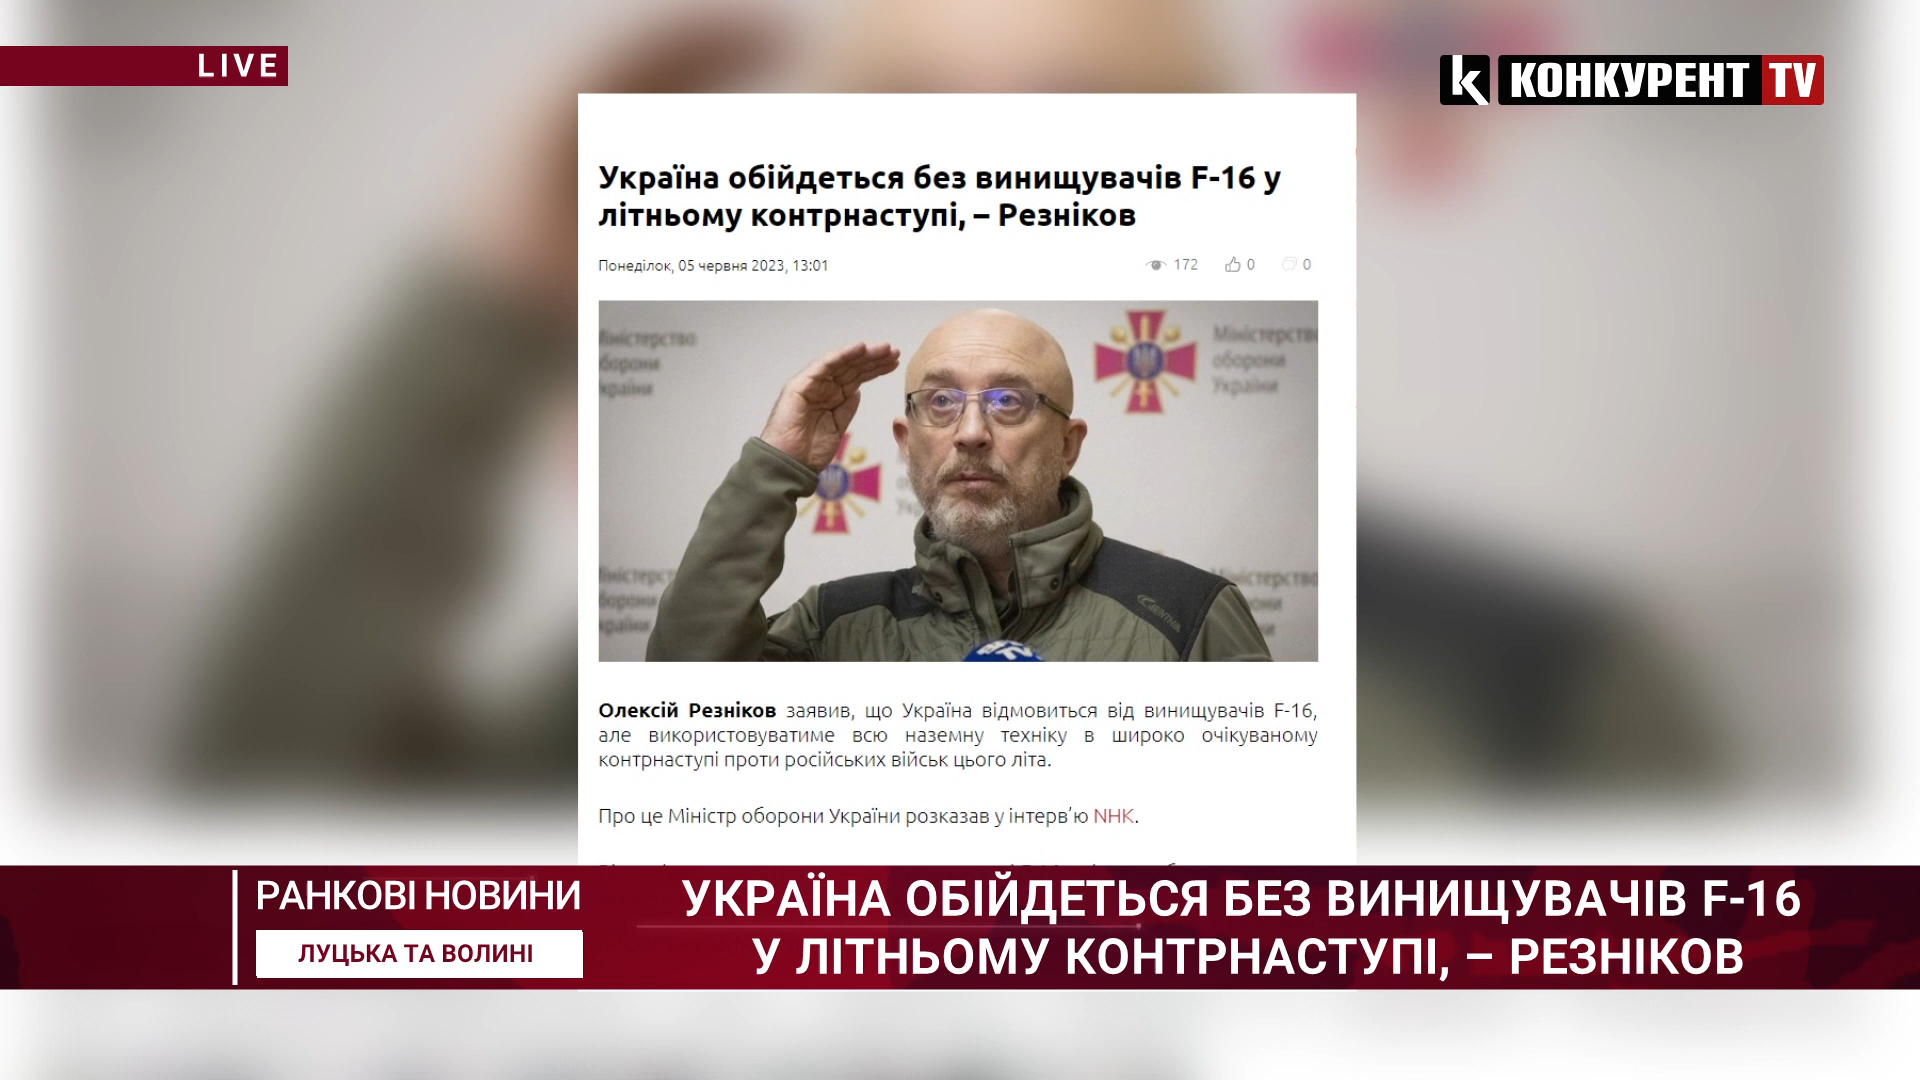 LIVE
КОНКУРЕНТ TV
Україна обійдеться без винищувачів F-16 у
літньому контрнаступі, – Резніков
Понеділок, 05 червня 2023, 13:01
172 0 0
Міністерство
оборони
України
Міністерство
оборони
України
Олексій Резніков заявив, що Україна відмовиться від винищувачів F-16,
але використовуватиме всю наземну техніку в широко очікуваному
контрнаступі проти російських військ цього літа.
Про це Міністр оборони України розказав у інтерв’ю NHK.
РАНКОВІ НОВИНИ
ЛУЦЬКА ТА ВОЛИНІ
УКРАЇНА ОБІЙДЕТЬСЯ БЕЗ ВИНИЩУВАЧІВ F-16
У ЛІТНЬОМУ КОНТРНАСТУПІ, – РЕЗНІКОВ